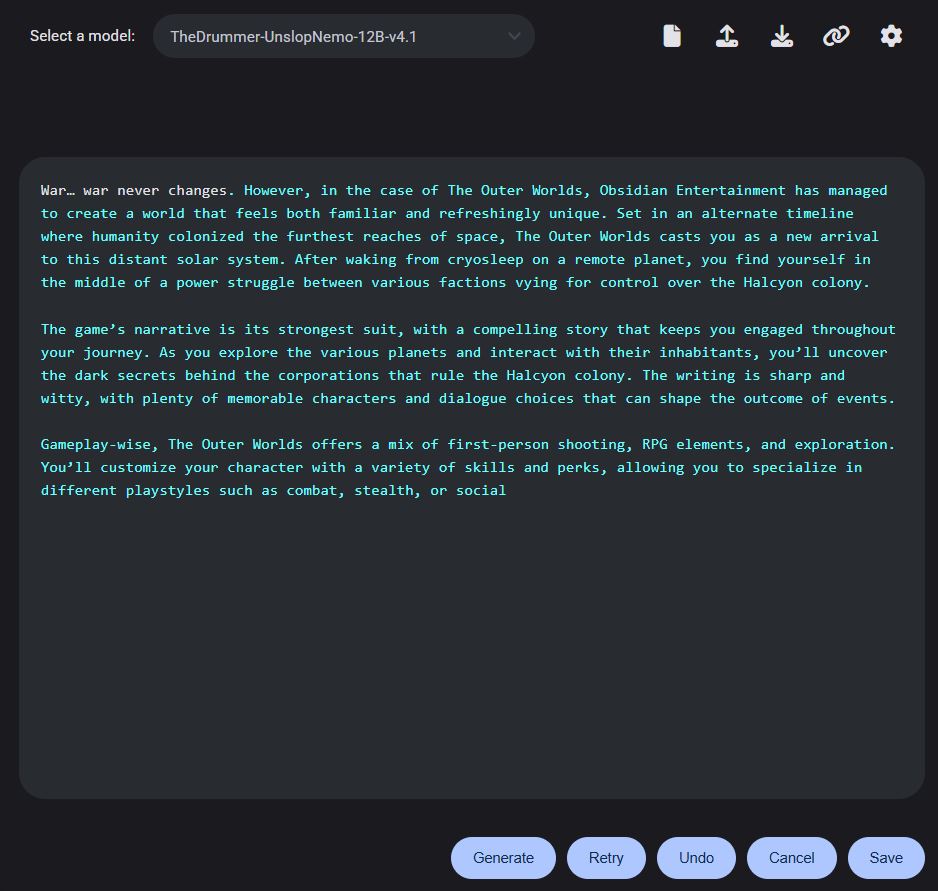 Select a model:
TheDrummer-UnslopNemo-12B-v4.1
War… war never changes. However, in the case of The Outer Worlds, Obsidian Entertainment has managed
to create a world that feels both familiar and refreshingly unique. Set in an alternate timeline
where humanity colonized the furthest reaches of space, The Outer Worlds casts you as a new arrival
to this distant solar system. After waking from cryosleep on a remote planet, you find yourself in
the middle of a power struggle between various factions vying for control over the Halcyon colony.
The game’s narrative is its strongest suit, with a compelling story that keeps you engaged throughout
your journey. As you explore the various planets and interact with their inhabitants, you’ll uncover
the dark secrets behind the corporations that rule the Halcyon colony. The writing is sharp and
witty, with plenty of memorable characters and dialogue choices that can shape the outcome of events.
Gameplay-wise, The Outer Worlds offers a mix of first-person shooting, RPG elements, and exploration.
You’ll customize your character with a variety of skills and perks, allowing you to specialize in
different playstyles such as combat, stealth, or social
Generate
Retry
Undo
Cancel
Save